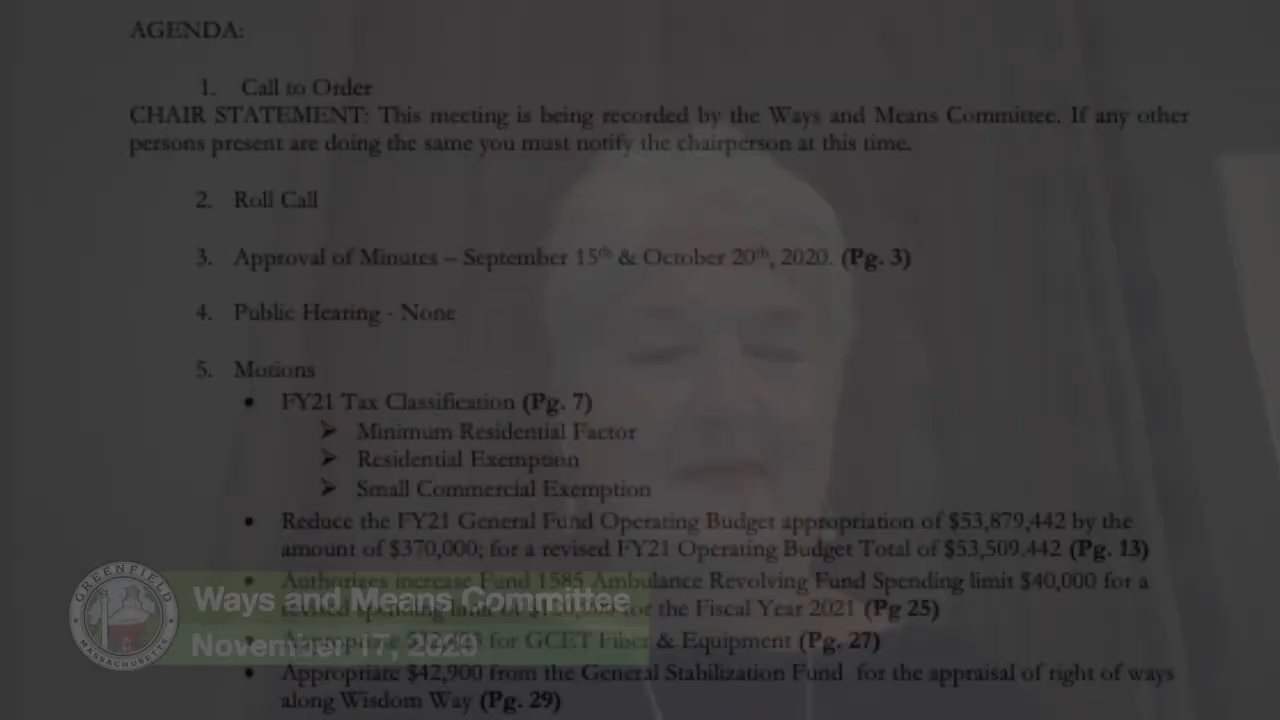 AGENDA:
1. Call to Order
CHAIR STATEMENT: This meeting is being recorded by the Ways and Means Committee. If any other
persons present are doing the same you must notify the chairperson at this time.
2. Roll Call
3. Approval of Minutes – September 15th & October 20th, 2020. (Pg. 3)
4. Public Hearing - None
5. Motions
• FY21 Tax Classification (Pg. 7)
➢ Minimum Residential Factor
➢ Residential Exemption
➢ Small Commercial Exemption
• Reduce the FY21 General Fund Operating Budget appropriation of $53,879,442 by the
amount of $370,000; for a revised FY21 Operating Budget Total of $53,509.442 (Pg. 13)
• Authorizes increase Fund 1585 Ambulance Revolving Fund Spending limit $40,000 for a
revised spending limit of for the Fiscal Year 2021 (Pg 25)
• Appropriate for GCET Fiber & Equipment (Pg. 27)
• Appropriate $42,900 from the General Stabilization Fund for the appraisal of right of ways
along Wisdom Way (Pg. 29)
GREENFIELD
MASSACHUSETTS
Ways and Means Committee
November 17, 2020